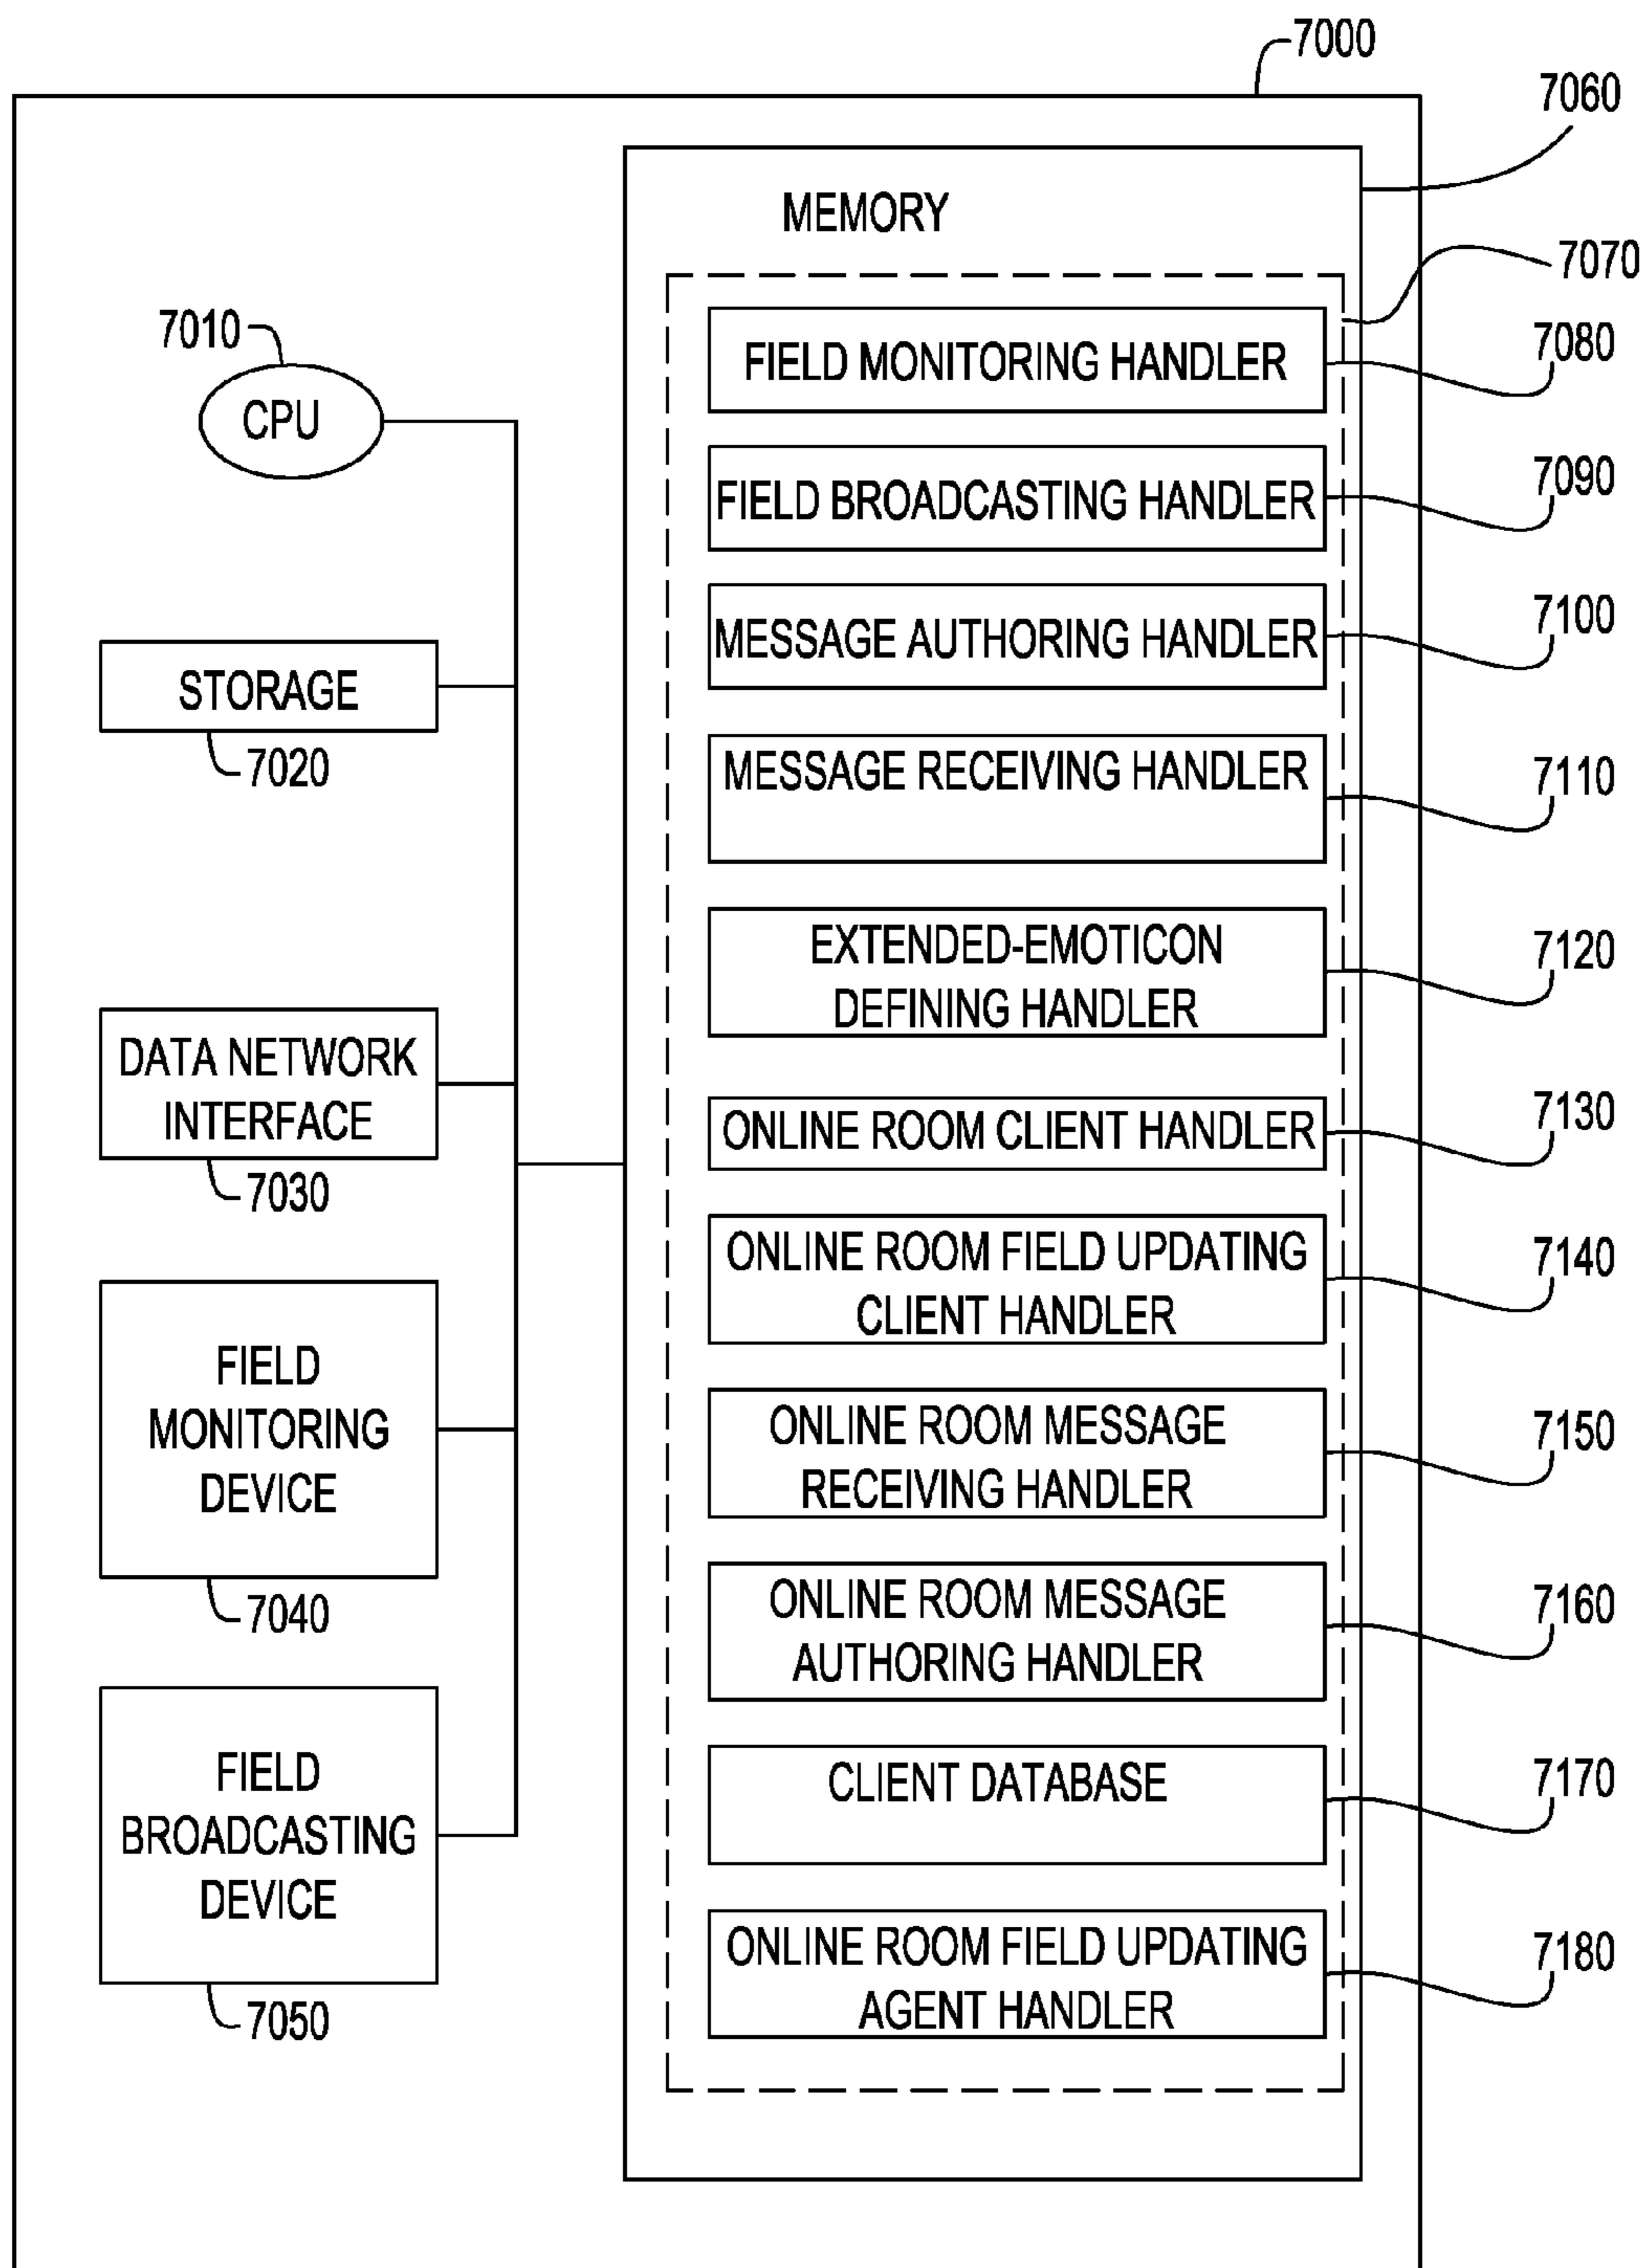 7000
7060
MEMORY
7070
7010
CPU
FIELD MONITORING HANDLER
7080
FIELD BROADCASTING HANDLER
7090
MESSAGE AUTHORING HANDLER
7100
STORAGE
7020
MESSAGE RECEIVING HANDLER
7110
EXTENDED-EMOTICON
DEFINING HANDLER
7120
DATA NETWORK
INTERFACE
7030
ONLINE ROOM CLIENT HANDLER
7130
ONLINE ROOM FIELD UPDATING
CLIENT HANDLER
7140
FIELD
MONITORING
DEVICE
7040
ONLINE ROOM MESSAGE
RECEIVING HANDLER
7150
ONLINE ROOM MESSAGE
AUTHORING HANDLER
7160
FIELD
BROADCASTING
DEVICE
7050
CLIENT DATABASE
7170
ONLINE ROOM FIELD UPDATING
AGENT HANDLER
7180